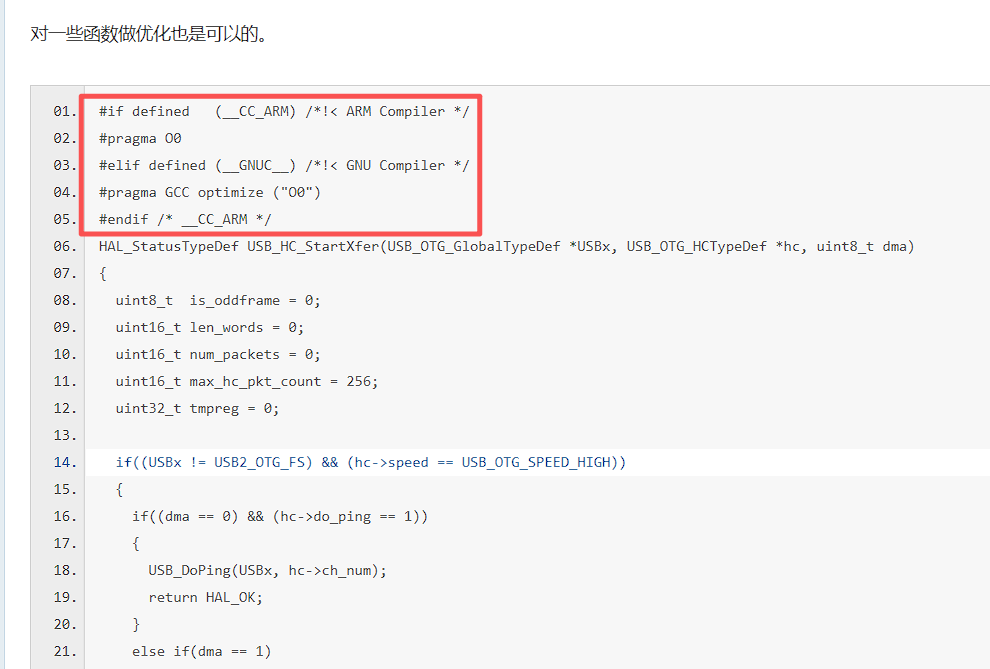 对一些函数做优化也是可以的。
01. #if defined   (__CC_ARM) /*!< ARM Compiler */
02. #pragma O0
03. #elif defined (__GNUC__) /*!< GNU Compiler */
04. #pragma GCC optimize ("O0")
05. #endif /* __CC_ARM */
06. HAL_StatusTypeDef USB_HC_StartXfer(USB_OTG_GlobalTypeDef *USBx, USB_OTG_HCTypeDef *hc, uint8_t dma)
07. {
08.   uint8_t  is_oddframe = 0;
09.   uint16_t len_words = 0;
10.   uint16_t num_packets = 0;
11.   uint16_t max_hc_pkt_count = 256;
12.   uint32_t tmpreg = 0;
13.
14.   if((USBx != USB2_OTG_FS) && (hc->speed == USB_OTG_SPEED_HIGH))
15.   {
16.     if((dma == 0) && (hc->do_ping == 1))
17.     {
18.       USB_DoPing(USBx, hc->ch_num);
19.       return HAL_OK;
20.     }
21.     else if(dma == 1)